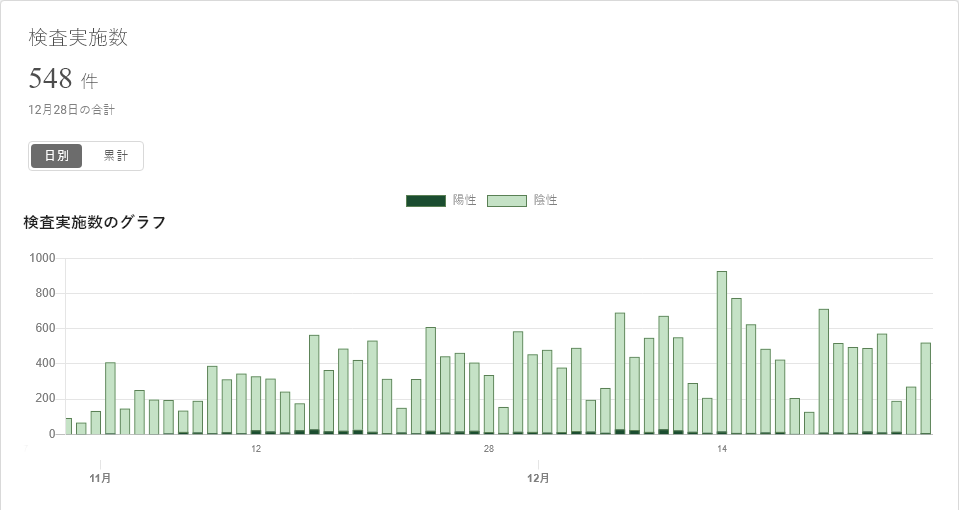 検査実施数
548 件
12月28日の合計
日別 累計
陽性 陰性
検査実施数のグラフ
1000
800
600
400
200
0
12 28 14
11月 12月